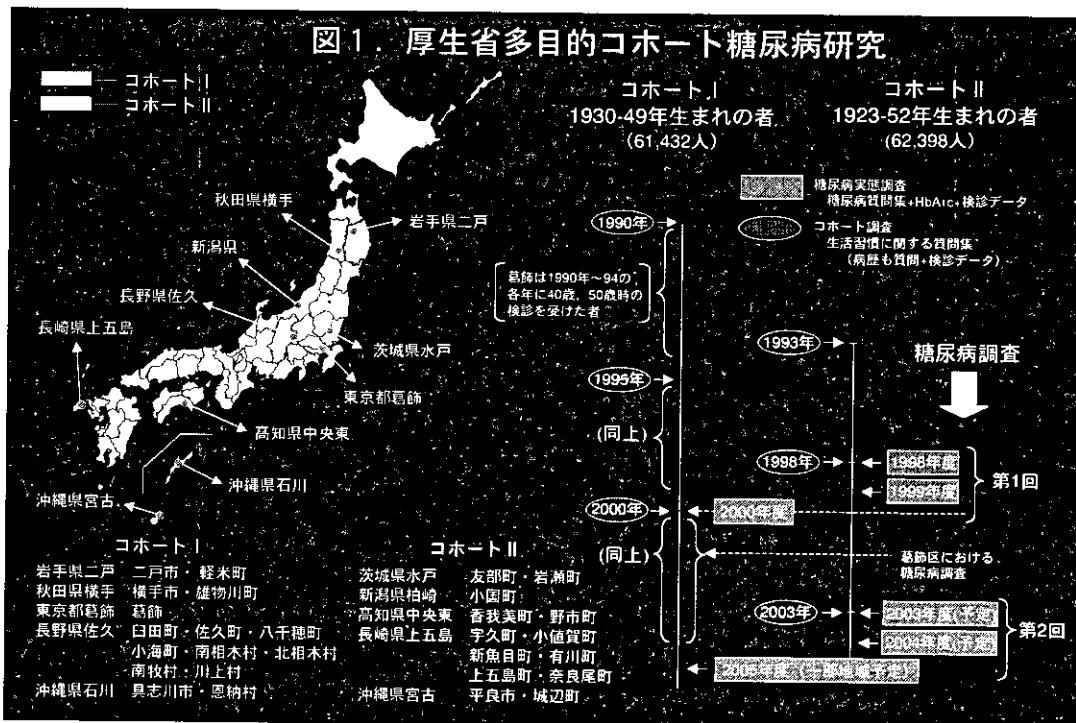 図1. 厚生省多目的コホート糖尿病研究
コホートⅠ
コホートⅡ
コホートⅠ
1930-49年生まれの者
(61,432人)
コホートⅡ
1923-52年生まれの者
(62,398人)
糖尿病実態調査
糖尿病質問集+HbA1c+検診データ
コホート調査
生活習慣に関する質問集
(病歴も質問+検診データ)
秋田県横手
岩手県二戸
新潟県
長野県佐久
長崎県上五島
茨城県水戸
東京都葛飾
高知県中央東
沖縄県石川
沖縄県宮古
1990年
葛飾は1990年~94の
各年に40歳、50歳時の
検診を受けた者
1993年
糖尿病調査
1995年
(同上)
1998年
1998年度
1999年度
第1回
2000年
2000年度
(同上)
葛飾区における
糖尿病調査
2003年
2003年度(予定)
2004年度(予定)
第2回
コホートⅠ
岩手県二戸 二戸市・軽米町
秋田県横手 横手市・雄物川町
東京都葛飾 葛飾
長野県佐久 臼田町・佐久町・八千穂町
小海町・南相木村・北相木村
南牧村・川上村
沖縄県石川 具志川市・恩納村
コホートⅡ
茨城県水戸 友部町・岩瀬町
新潟県柏崎 小国町
高知県中央東 香我美町・野市町
長崎県上五島 宇久町・小値賀町
新魚目町・有川町
上五島町・奈良尾町
沖縄県宮古 平良市・城辺町